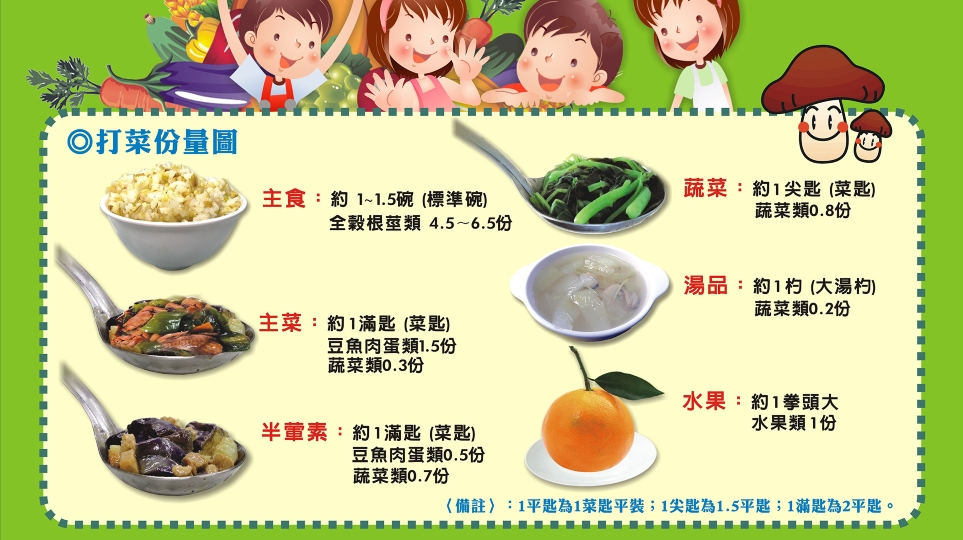 ◎打菜份量圖
主食：約 1~1.5碗 (標準碗)
全穀根莖類 4.5~6.5份
主菜：約1滿匙 (菜匙)
豆魚肉蛋類1.5份
蔬菜類0.3份
半葷素：約1滿匙 (菜匙)
豆魚肉蛋類0.5份
蔬菜類0.7份
蔬菜：約1尖匙 (菜匙)
蔬菜類0.8份
湯品：約1杓 (大湯杓)
蔬菜類0.2份
水果：約1拳頭大
水果類1份
〈備註〉：1平匙為1菜匙平裝；1尖匙為1.5平匙；1滿匙為2平匙。